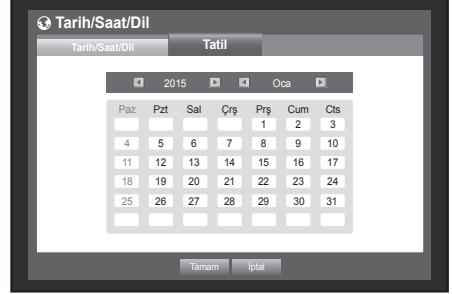 Tarih/Saat/Dil
Tarih/Saat/Dil Tatil
2015 Oca
Paz Pzt Sal Çrş Prş Cum Cts
1 2 3
4 5 6 7 8 9 10
11 12 13 14 15 16 17
18 19 20 21 22 23 24
25 26 27 28 29 30 31
Tamam İptal